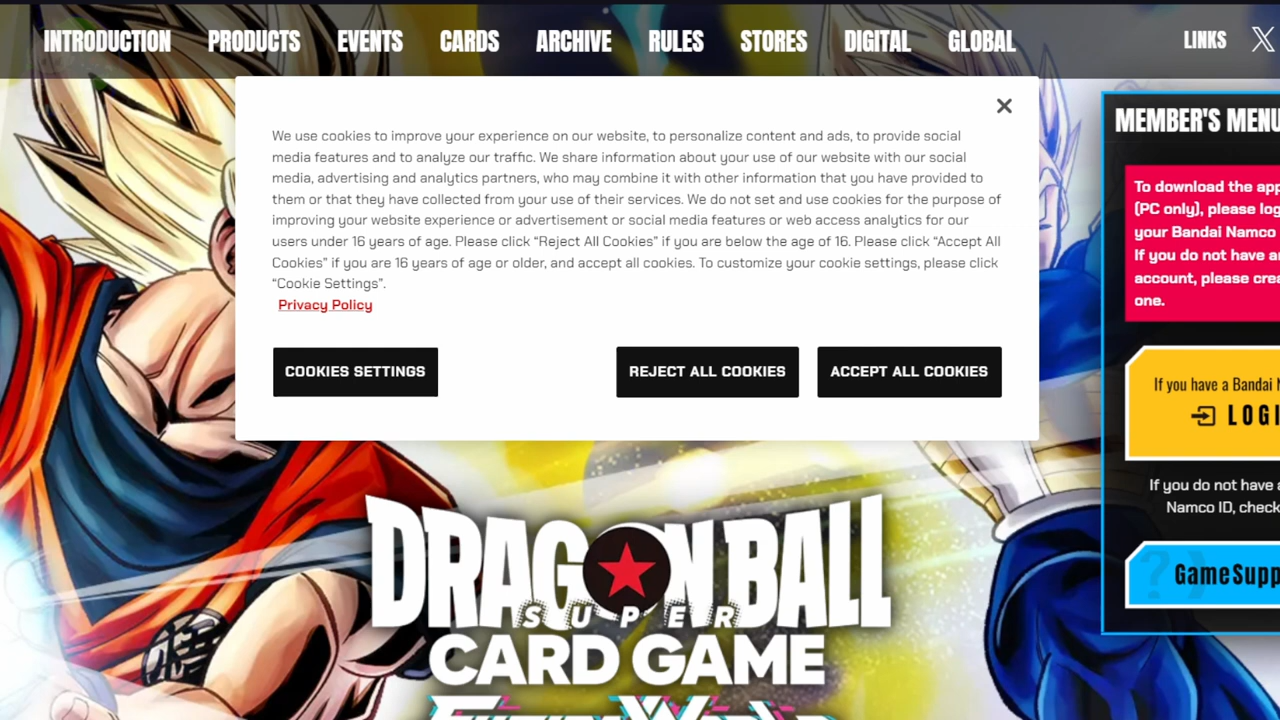 INTRODUCTION PRODUCTS EVENTS CARDS ARCHIVE RULES STORES DIGITAL GLOBAL LINKS X
We use cookies to improve your experience on our website, to personalize content and ads, to provide social
media features and to analyze our traffic. We share information about your use of our website with our social
media, advertising and analytics partners, who may combine it with other information that you have provided to
them or that they have collected from your use of their services. We do not set and use cookies for the purpose of
improving your website experience or advertisement or social media features or web access analytics for our
users under 16 years of age. Please click “Reject All Cookies” if you are below the age of 16. Please click “Accept All
Cookies” if you are 16 years of age or older, and accept all cookies. To customize your cookie settings, please click
“Cookie Settings”.
Privacy Policy
COOKIES SETTINGS REJECT ALL COOKIES ACCEPT ALL COOKIES
MEMBER'S MENU
To download the app
(PC only), please log
your Bandai Namco
If you do not have an
account, please crea
one.
If you have a Bandai N
LOGI
If you do not have a
Namco ID, check
GameSupp
DRAGON BALL
SUPER
CARD GAME